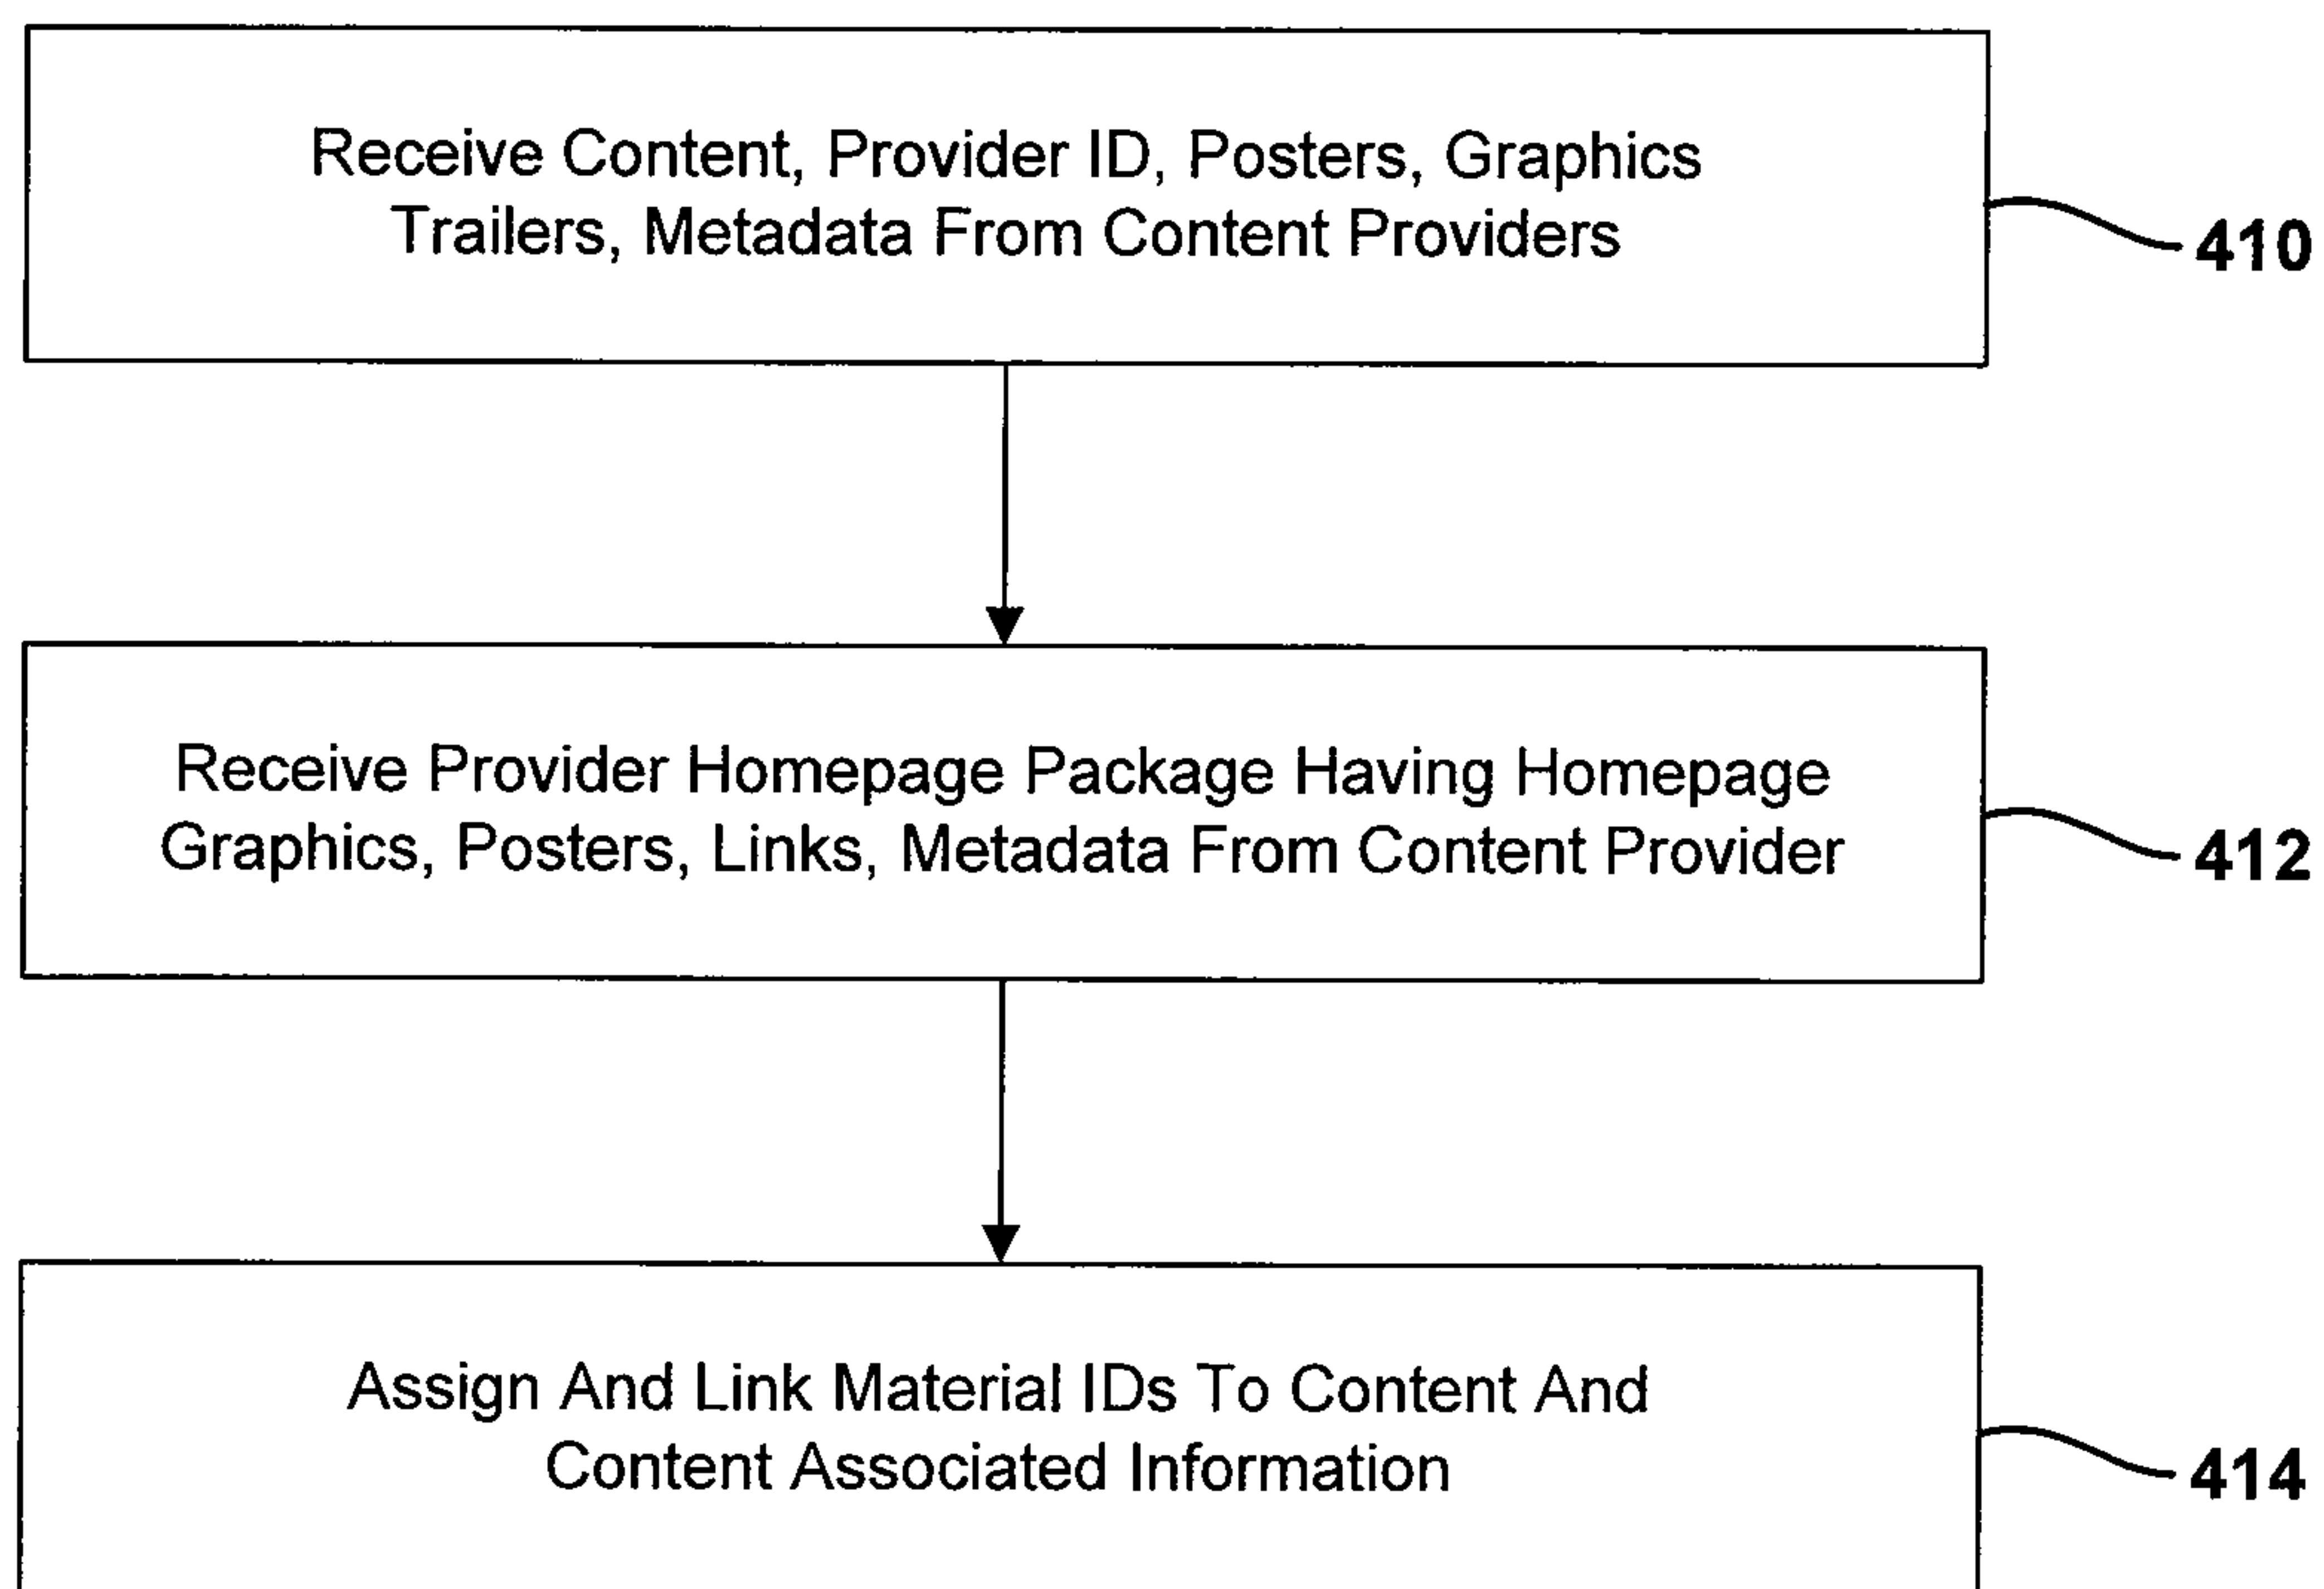 Receive Content, Provider ID, Posters, Graphics
Trailers, Metadata From Content Providers
410
Receive Provider Homepage Package Having Homepage
Graphics, Posters, Links, Metadata From Content Provider
412
Assign And Link Material IDs To Content And
Content Associated Information
414